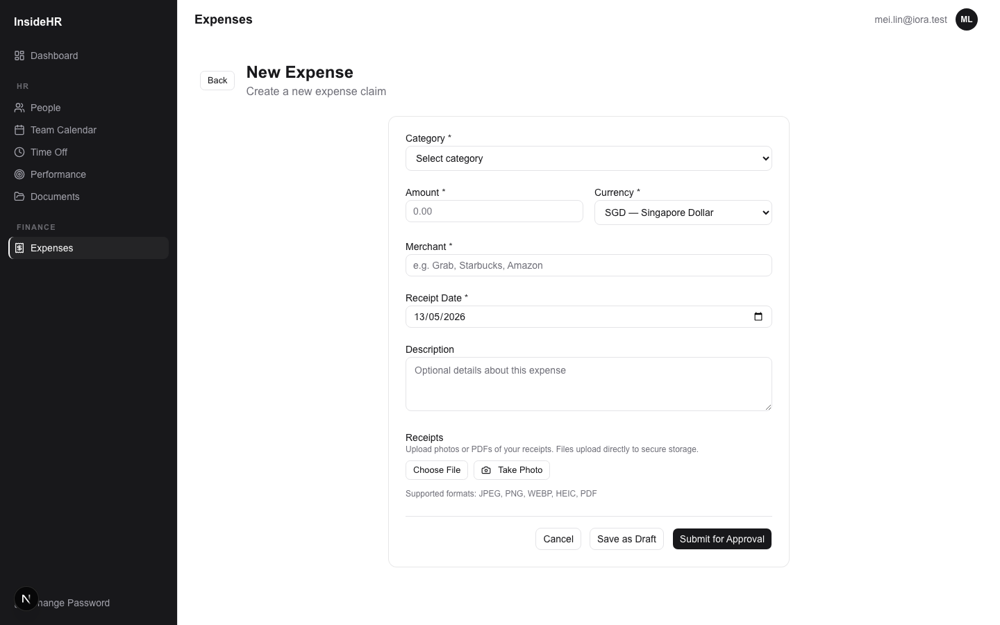 InsideHR
Dashboard
HR
People
Team Calendar
Time Off
Performance
Documents
FINANCE
Expenses
hange Password
Expenses
mei.lin@iora.test
ML
Back
New Expense
Create a new expense claim
Category *
Select category
Amount *
Currency *
0.00
SGD — Singapore Dollar
Merchant *
e.g. Grab, Starbucks, Amazon
Receipt Date *
13/05/2026
Description
Optional details about this expense
Receipts
Upload photos or PDFs of your receipts. Files upload directly to secure storage.
Choose File
Take Photo
Supported formats: JPEG, PNG, WEBP, HEIC, PDF
Cancel
Save as Draft
Submit for Approval
N